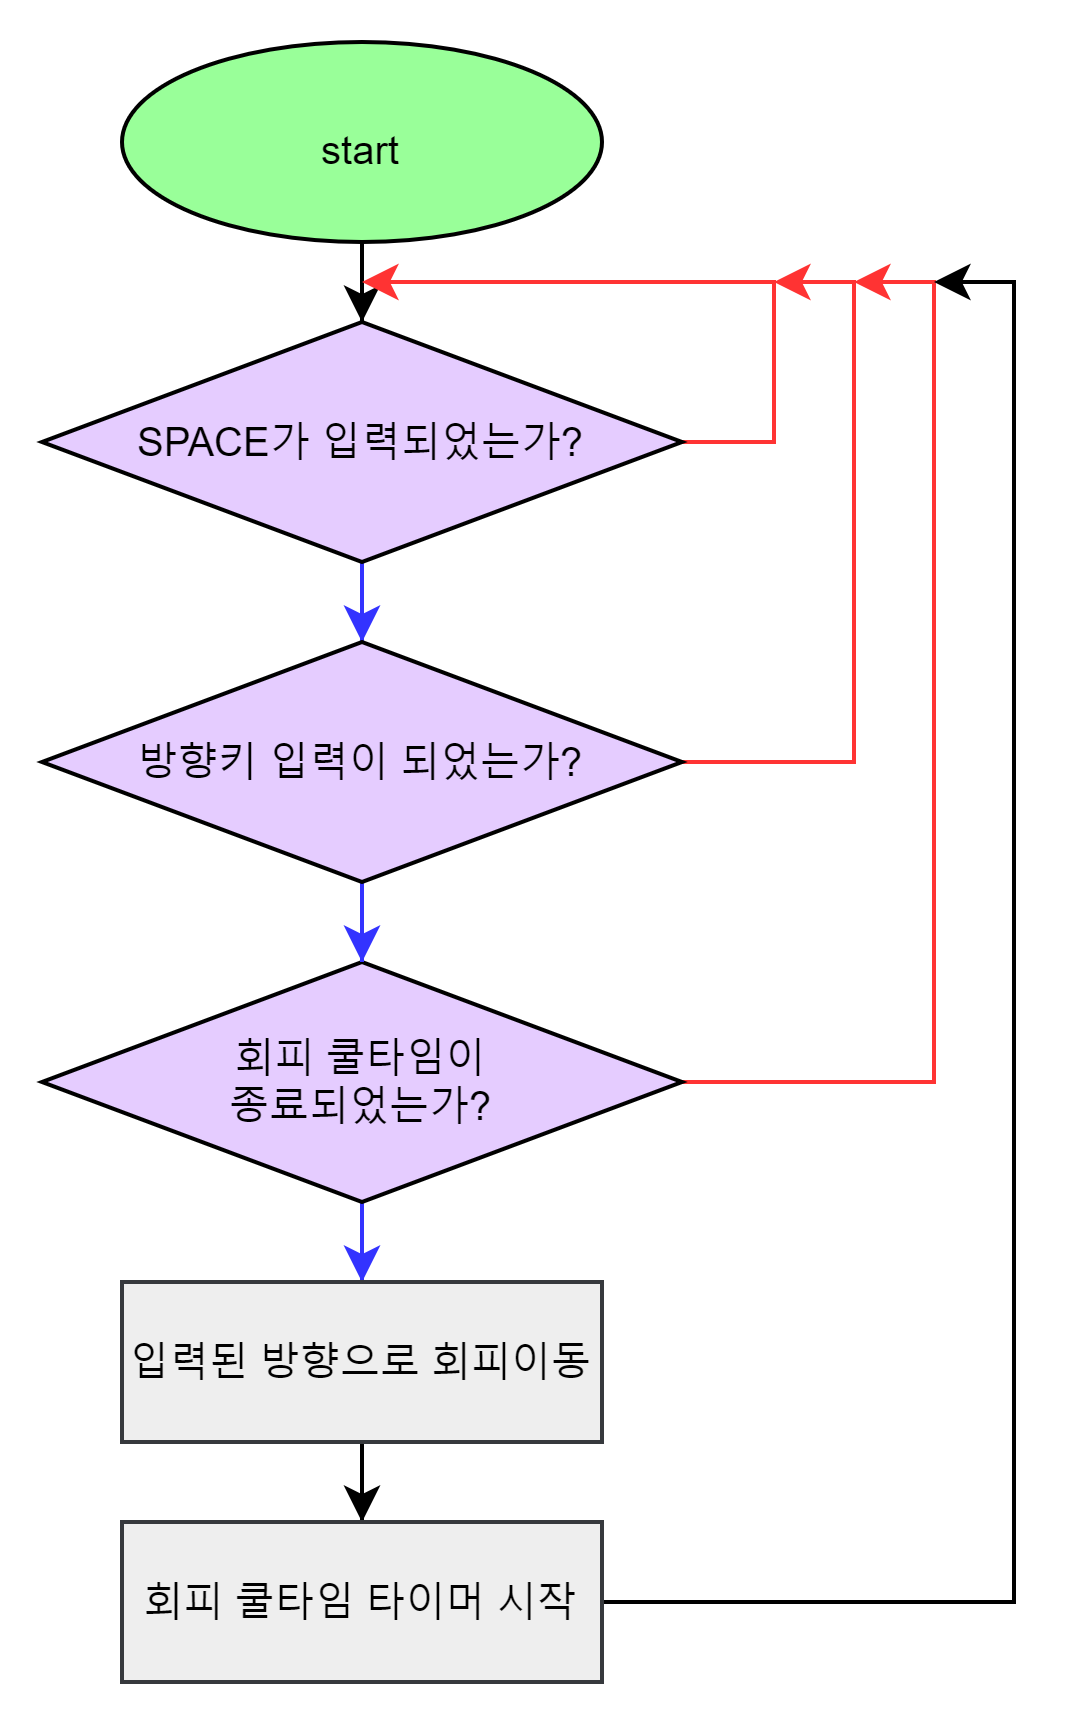 start
SPACE가 입력되었는가?
방향키 입력이 되었는가?
회피 쿨타임이
종료되었는가?
입력된 방향으로 회피이동
회피 쿨타임 타이머 시작